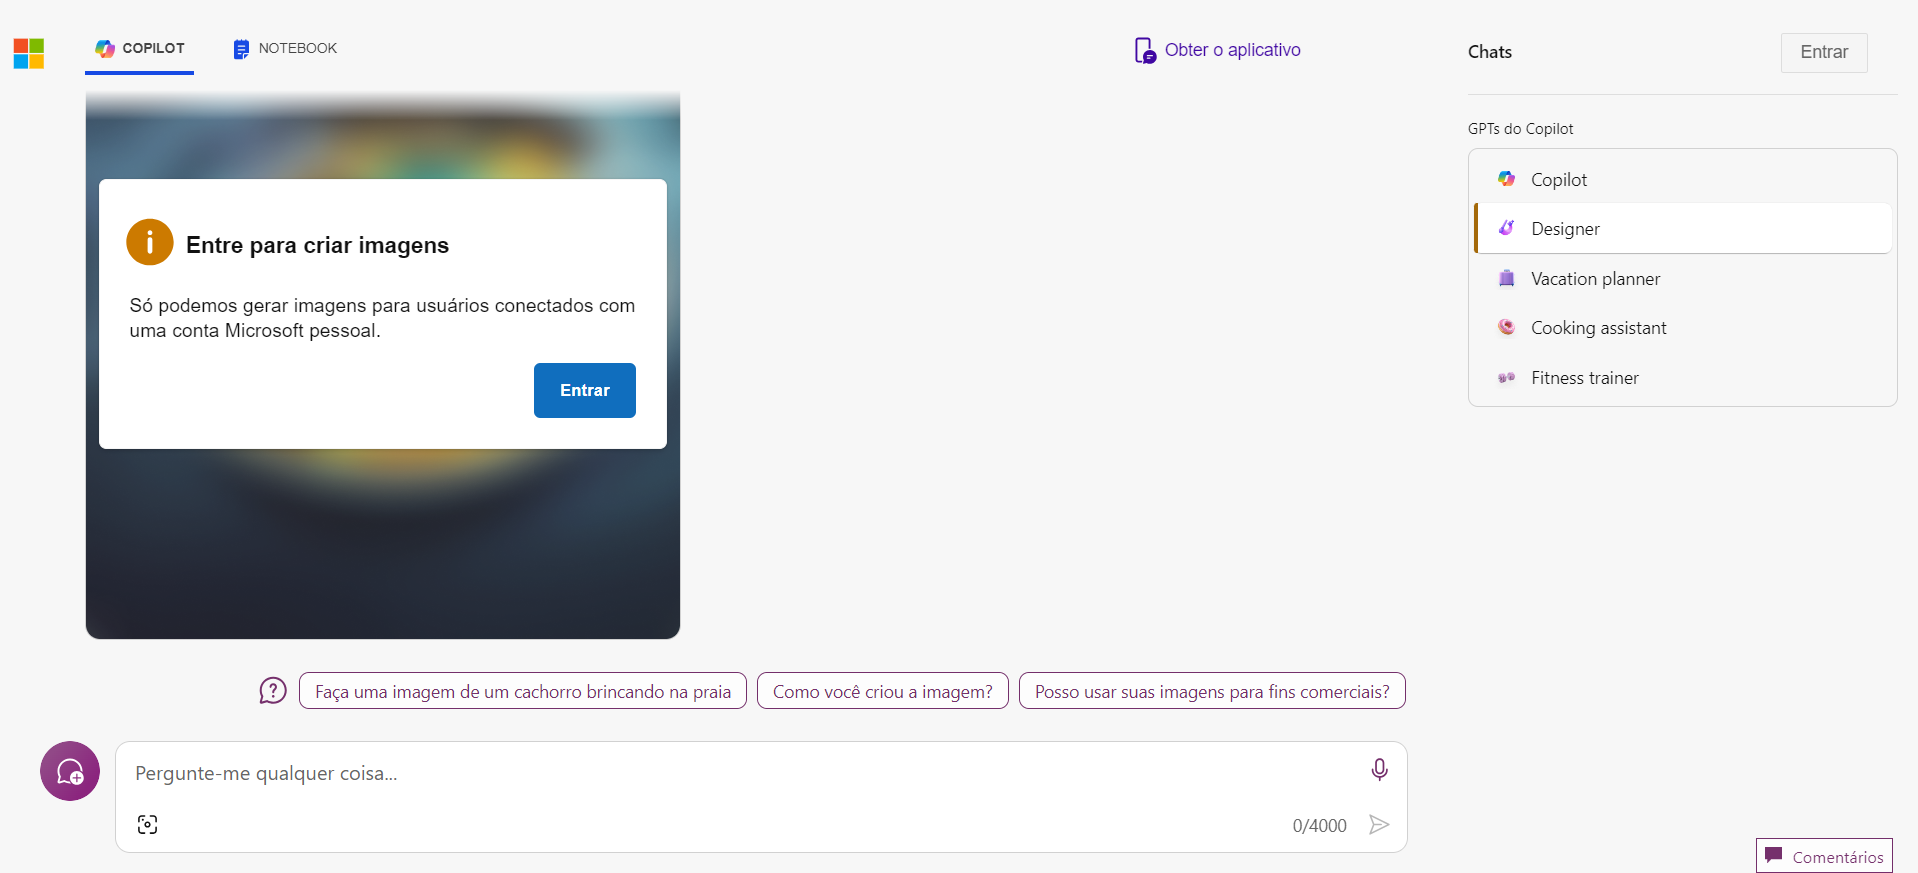 COPILOT
NOTEBOOK
Obter o aplicativo
Chats
Entrar
GPTs do Copilot
Copilot
Designer
Vacation planner
Cooking assistant
Fitness trainer
Entre para criar imagens
Só podemos gerar imagens para usuários conectados com
uma conta Microsoft pessoal.
Entrar
Faça uma imagem de um cachorro brincando na praia
Como você criou a imagem?
Posso usar suas imagens para fins comerciais?
Pergunte-me qualquer coisa...
0/4000
Comentários